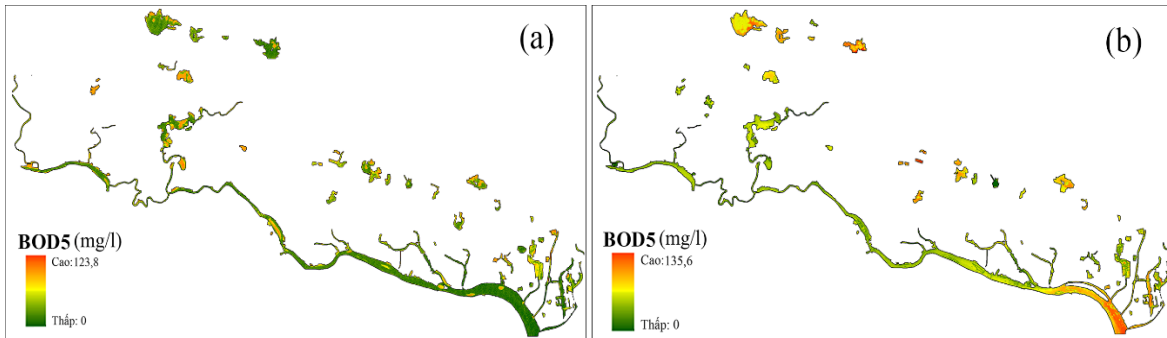 (a)
BOD5 (mg/l)
Cao:123,8
Thấp: 0
(b)
BOD5 (mg/l)
Cao:135,6
Thấp: 0